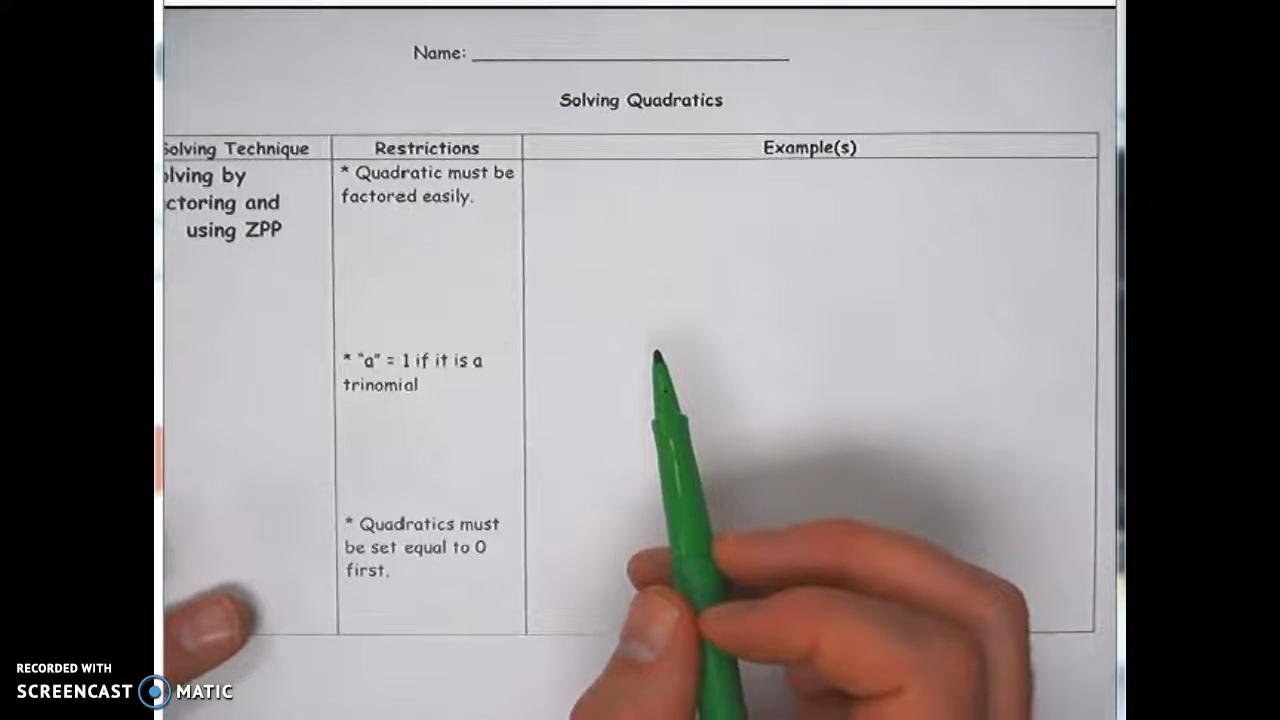 Name:
Solving Quadratics
Solving Technique
Restrictions
Example(s)
olving by
ctoring and
using ZPP
* Quadratic must be
factored easily.
* "a" = 1 if it is a
trinomial
* Quadratics must
be set equal to 0
first.
RECORDED WITH
SCREENCAST MATIC